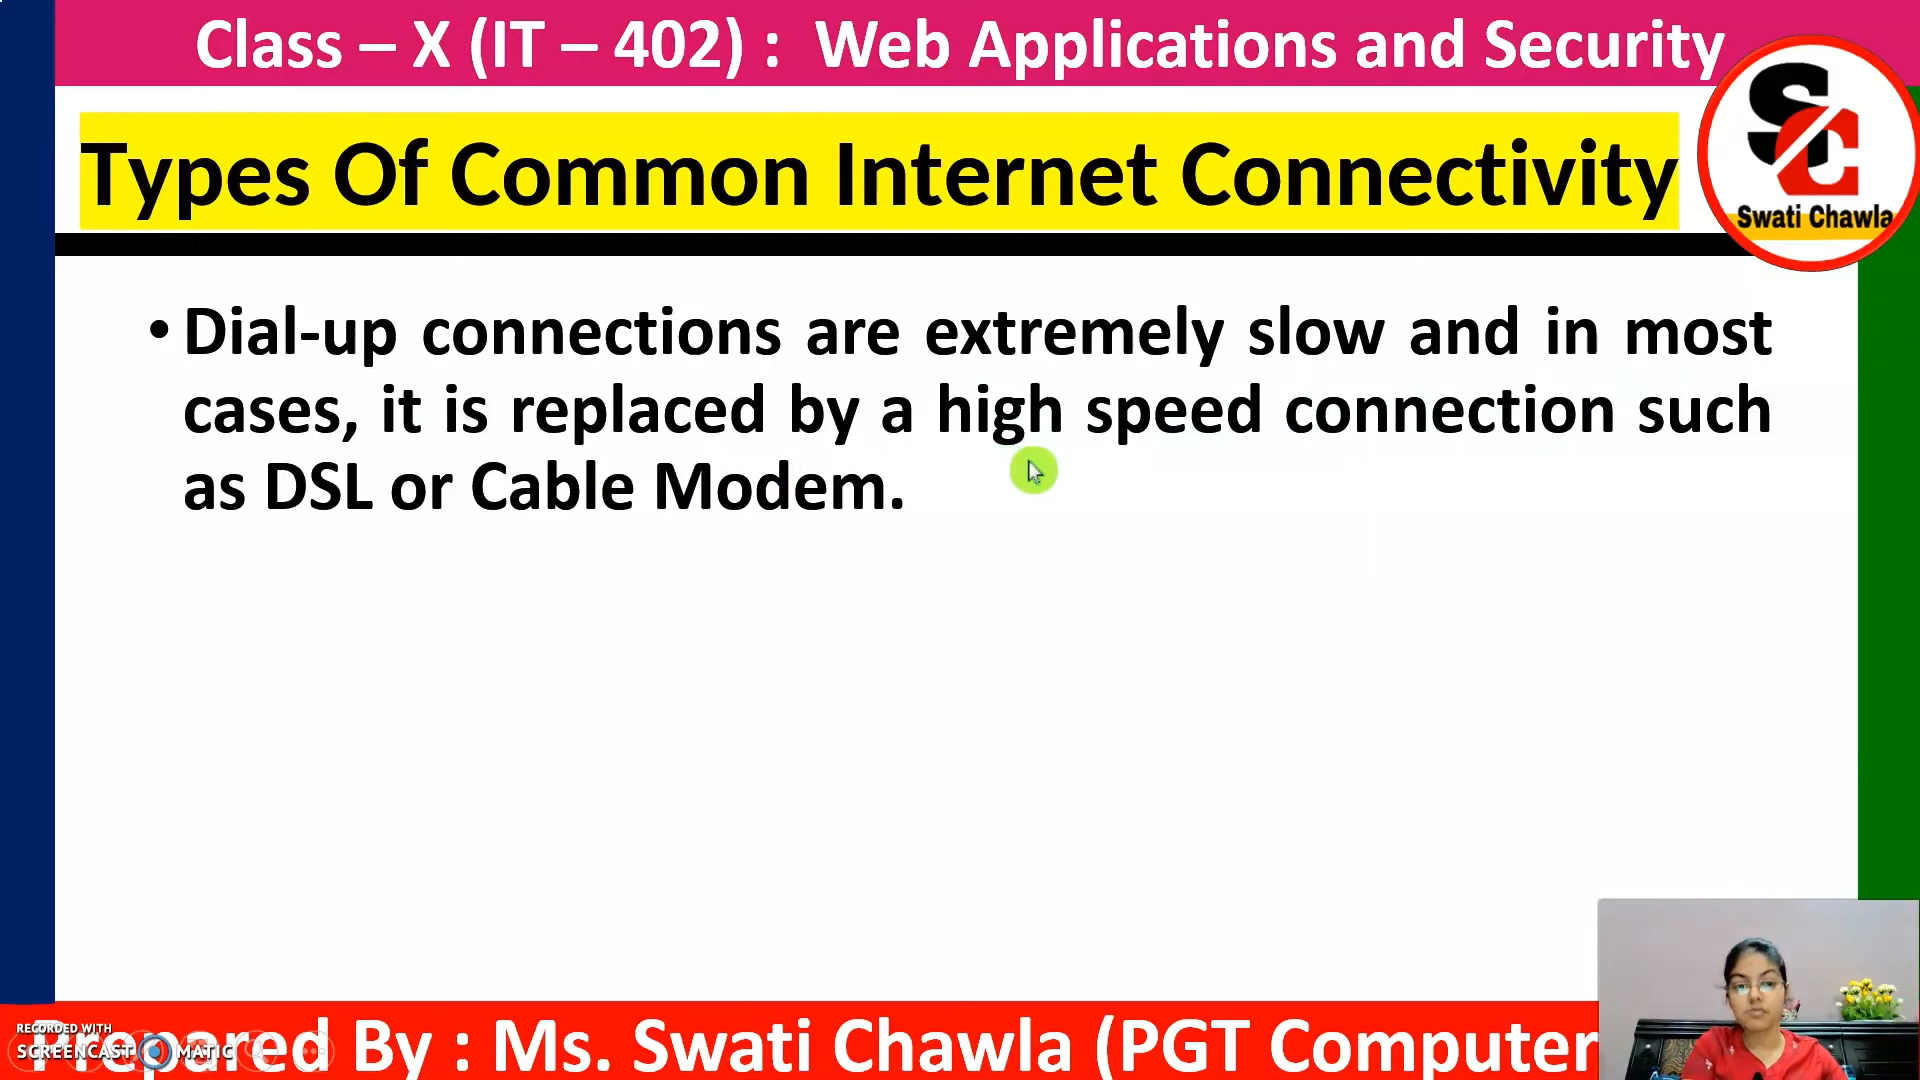 Class – X (IT – 402) : Web Applications and Security
SC
Swati Chawla
Types Of Common Internet Connectivity
• Dial-up connections are extremely slow and in most
cases, it is replaced by a high speed connection such
as DSL or Cable Modem.
Prepared By : Ms. Swati Chawla (PGT Computer
RECORDED WITH
SCREENCAST MATIC